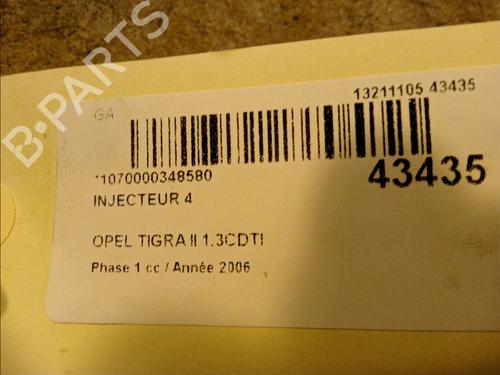 B-PARTS
13211105 43435
GA
*1070000348580
43435
INJECTEUR 4
OPEL TIGRA II 1.3CDTI
Phase 1 cc / Année 2006